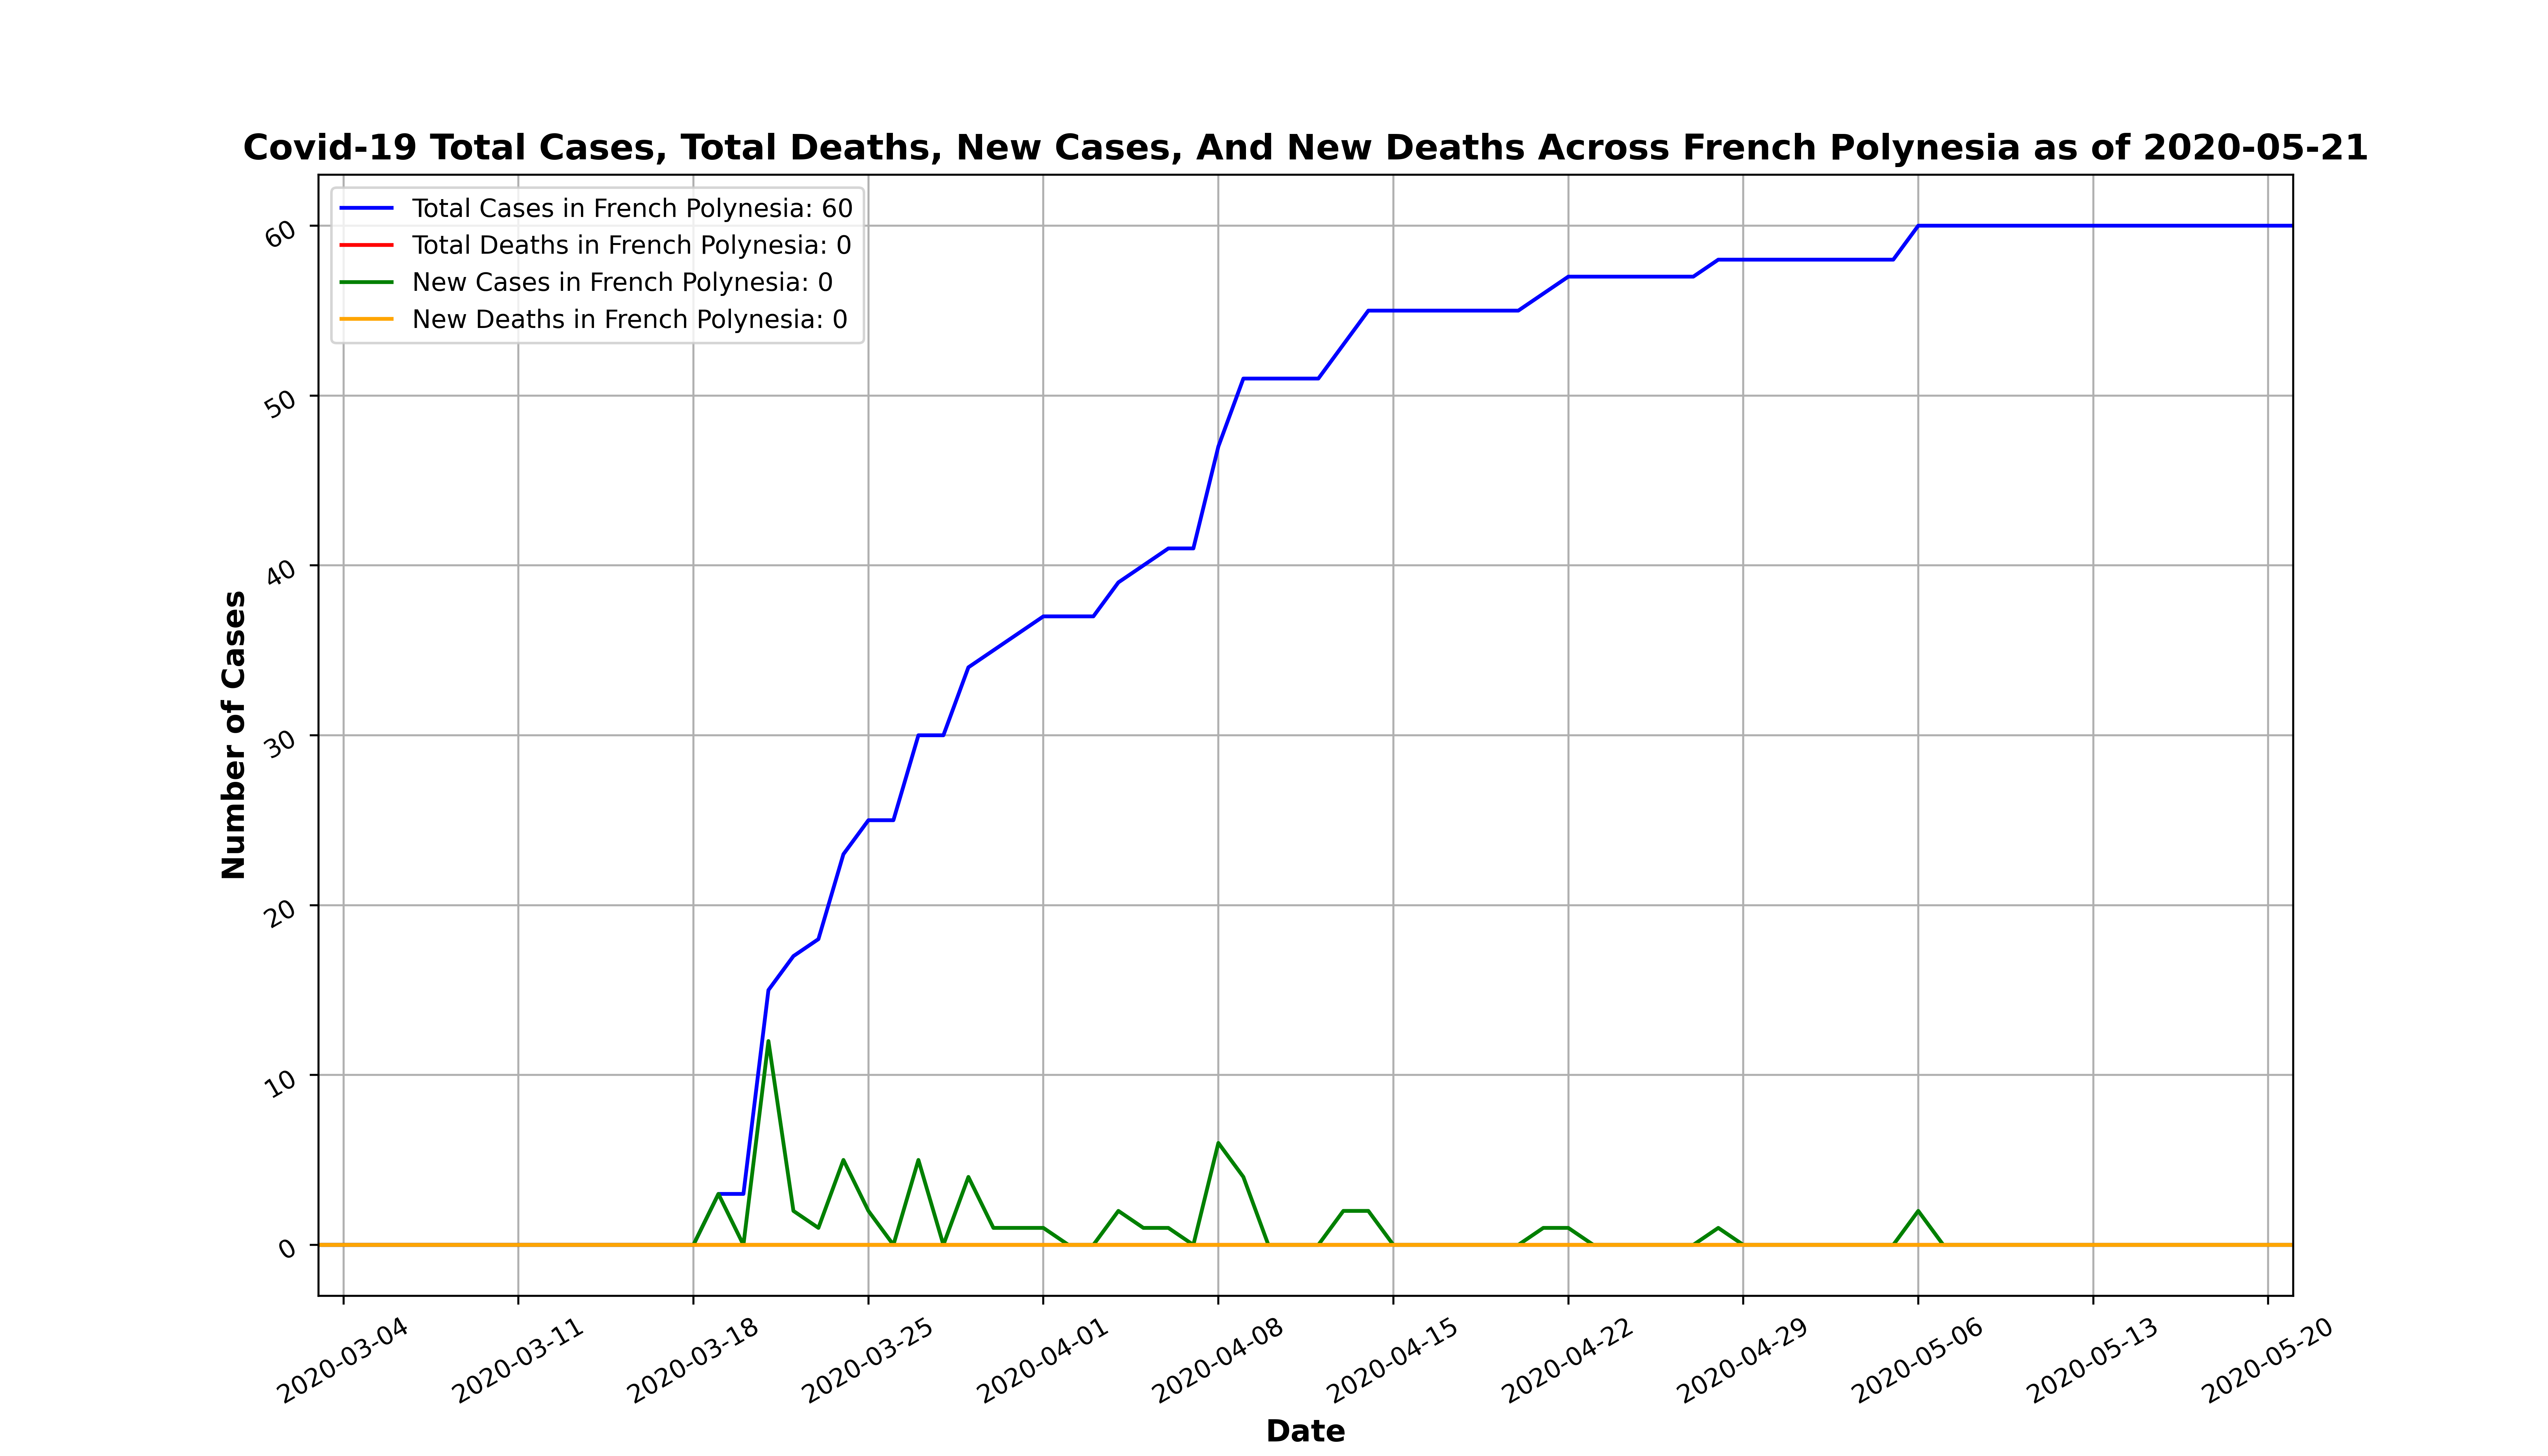 Covid-19 Total Cases, Total Deaths, New Cases, And New Deaths Across French Polynesia as of 2020-05-21
Total Cases in French Polynesia: 60
Total Deaths in French Polynesia: 0
New Cases in French Polynesia: 0
New Deaths in French Polynesia: 0
60
50
40
30
20
10
0
Number of Cases
2020-03-04
2020-03-11
2020-03-18
2020-03-25
2020-04-01
2020-04-08
2020-04-15
2020-04-22
2020-04-29
2020-05-06
2020-05-13
2020-05-20
Date